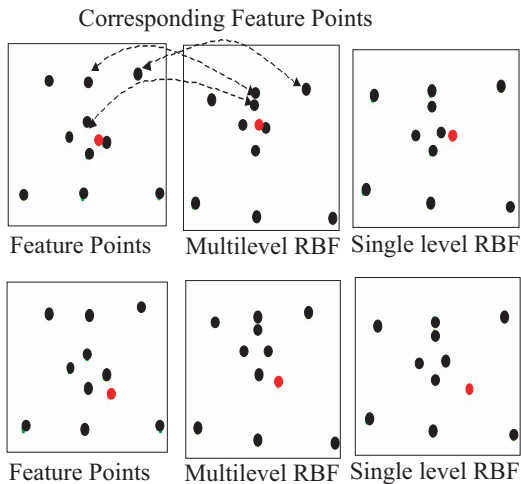 Corresponding Feature Points
Feature Points
Multilevel RBF
Single level RBF
Feature Points
Multilevel RBF
Single level RBF